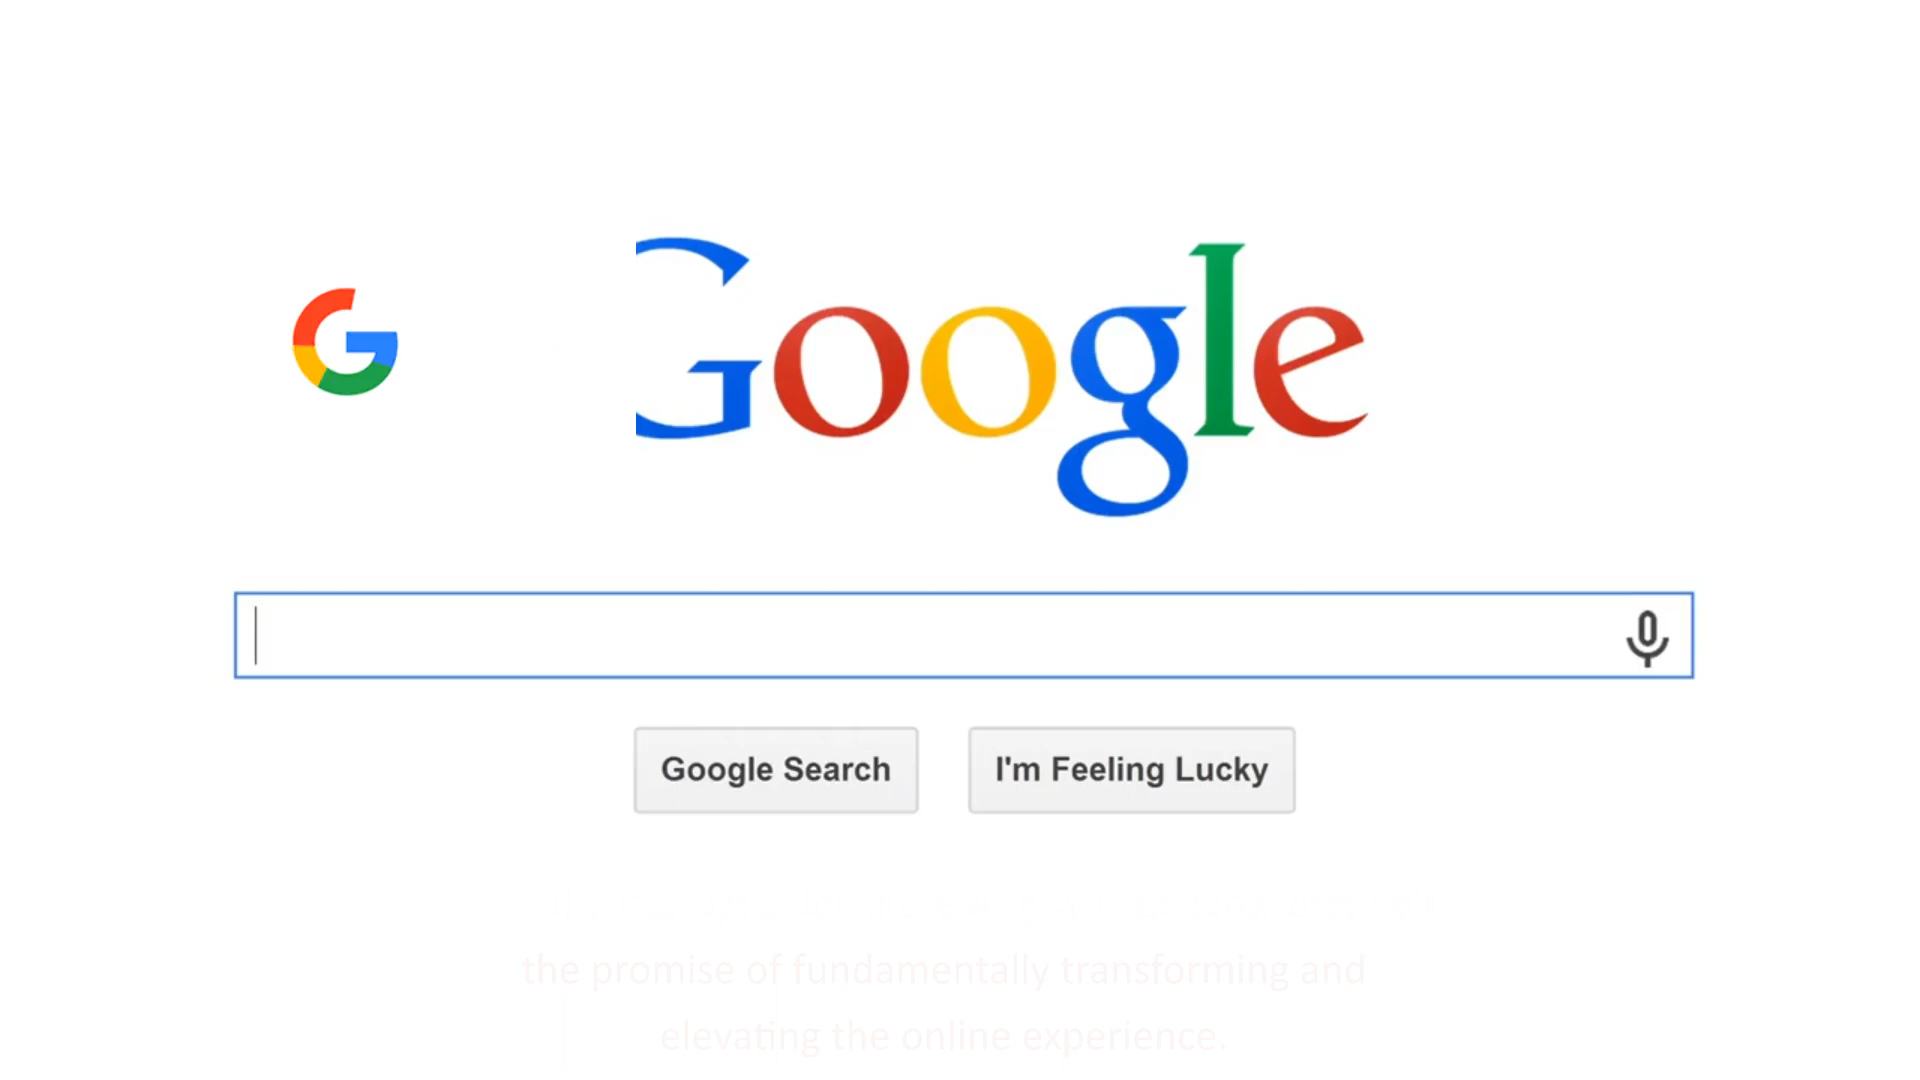 G
Google
Google Search
I'm Feeling Lucky
the promise of fundamentally transforming and
elevating the online experience.